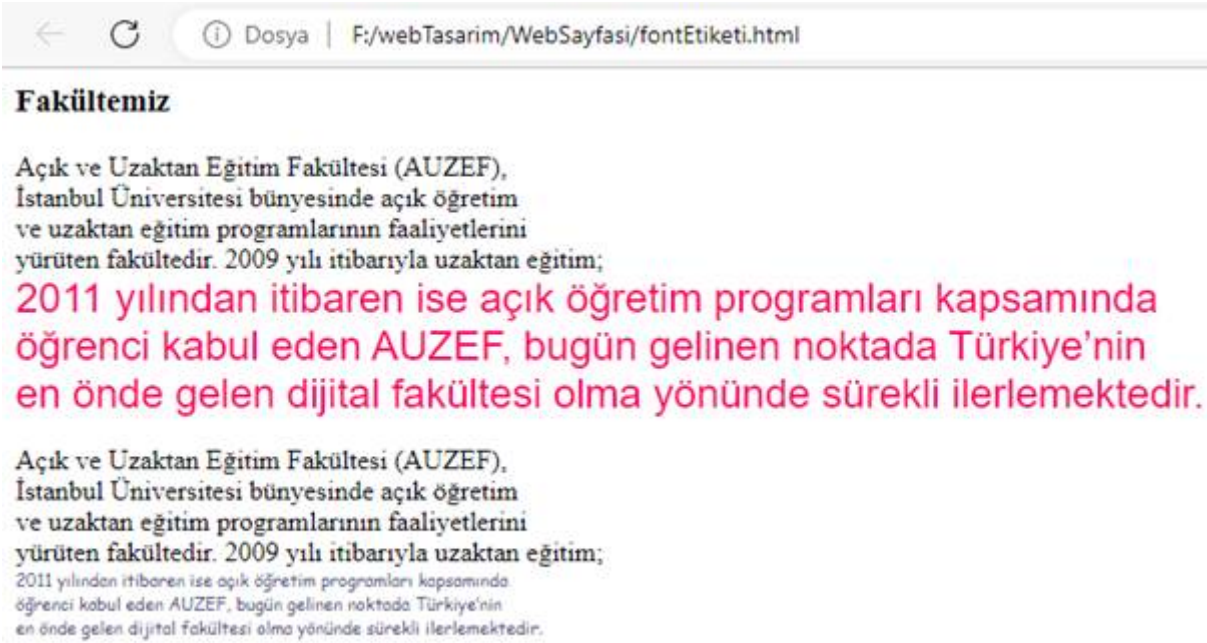 Dosya | F:/webTasarim/WebSayfasi/fontEtiketi.html
Fakültemiz
Açık ve Uzaktan Eğitim Fakültesi (AUZEF),
İstanbul Üniversitesi bünyesinde açık öğretim
ve uzaktan eğitim programlarının faaliyetlerini
yürüten fakültedir. 2009 yılı itibarıyla uzaktan eğitim;
2011 yılından itibaren ise açık öğretim programları kapsamında
öğrenci kabul eden AUZEF, bugün gelinen noktada Türkiye’nin
en önde gelen dijital fakültesi olma yönünde sürekli ilerlemektedir.
Açık ve Uzaktan Eğitim Fakültesi (AUZEF),
İstanbul Üniversitesi bünyesinde açık öğretim
ve uzaktan eğitim programlarının faaliyetlerini
yürüten fakültedir. 2009 yılı itibarıyla uzaktan eğitim;
2011 yılından itibaren ise açık öğretim programları kapsamında
öğrenci kabul eden AUZEF, bugün gelinen noktada Türkiye’nin
en önde gelen dijital fakültesi olma yönünde sürekli ilerlemektedir.